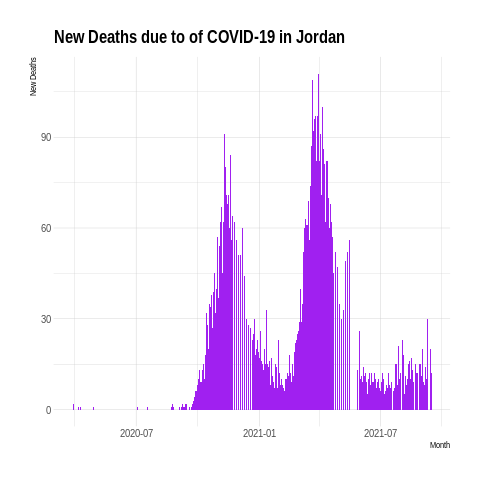 New Deaths due to of COVID-19 in Jordan
New Deaths
90
60
30
0
2020-07
2021-01
2021-07
Month